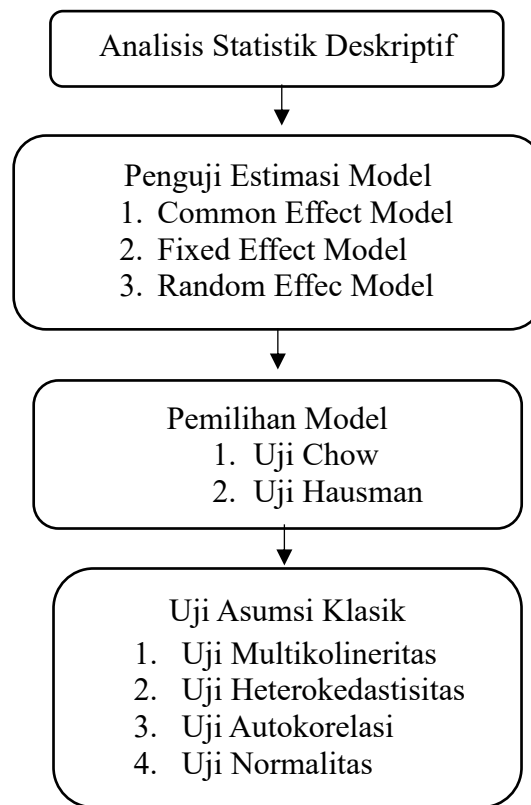 Analisis Statistik Deskriptif
Penguji Estimasi Model
1. Common Effect Model
2. Fixed Effect Model
3. Random Effec Model
Pemilihan Model
1. Uji Chow
2. Uji Hausman
Uji Asumsi Klasik
1. Uji Multikolineritas
2. Uji Heterokedastisitas
3. Uji Autokorelasi
4. Uji Normalitas